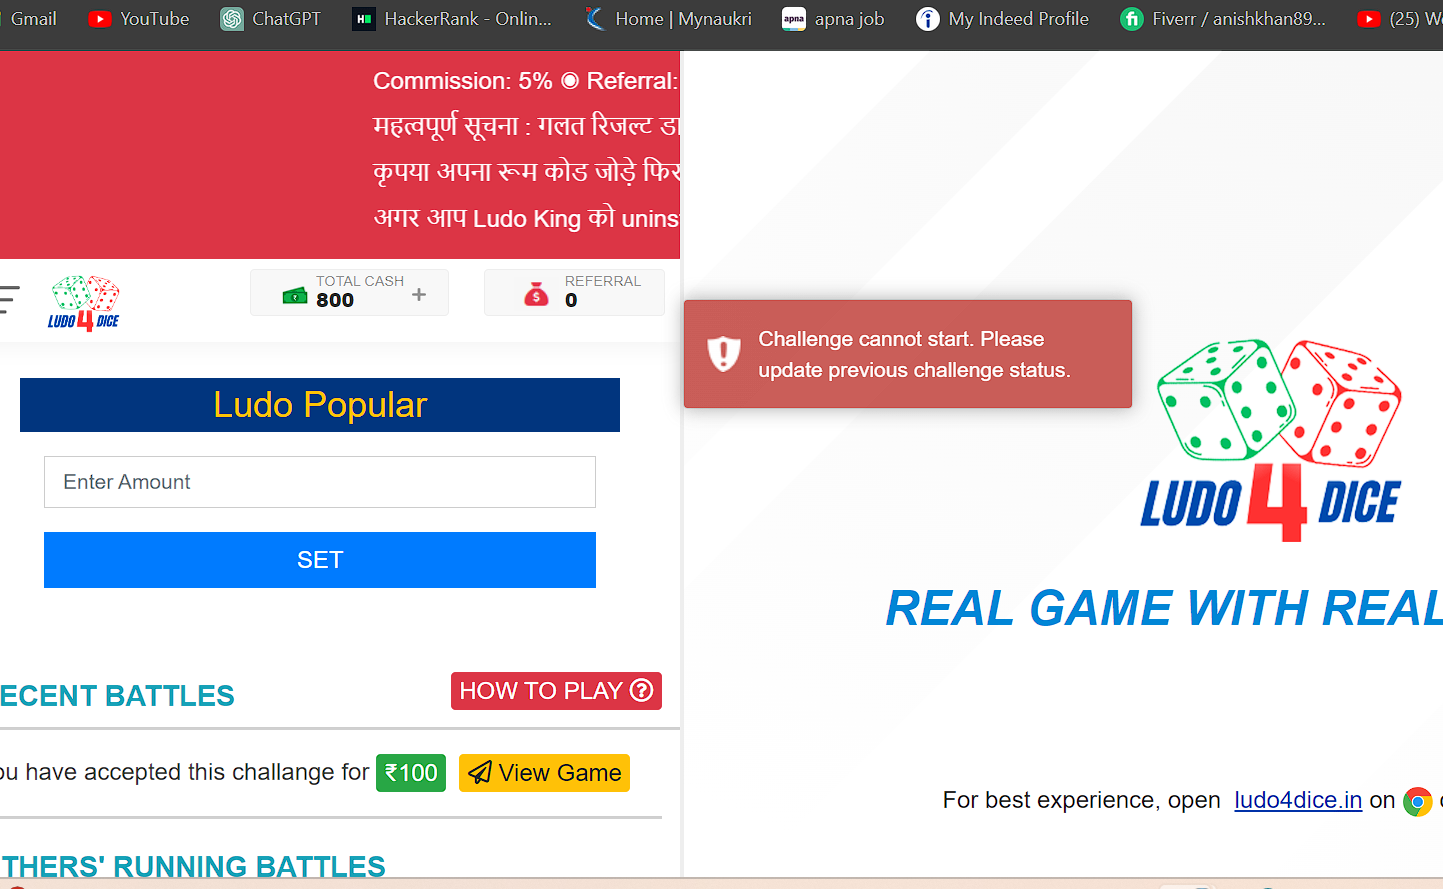 Gmail
YouTube
ChatGPT
HackerRank - Onlin...
Home | Mynaukri
apna
apna job
My Indeed Profile
fi
Fiverr / anishkhan89...
(25)
Commission: 5% ◉ Referral:
महत्वपूर्ण सूचना : गलत रिजल्ट
कृपया अपना रूम कोड जोड़े फिर
अगर आप Ludo King को
TOTAL CASH
800
+
REFERRAL
0
LUDO 4 DICE
Challenge cannot start. Please
update previous challenge status.
Ludo Popular
Enter Amount
SET
LUDO 4 DICE
REAL GAME WITH REAL
ECENT BATTLES
HOW TO PLAY
ou have accepted this challange for ₹100
View Game
For best experience, open ludo4dice.in on
THERS' RUNNING BATTLES